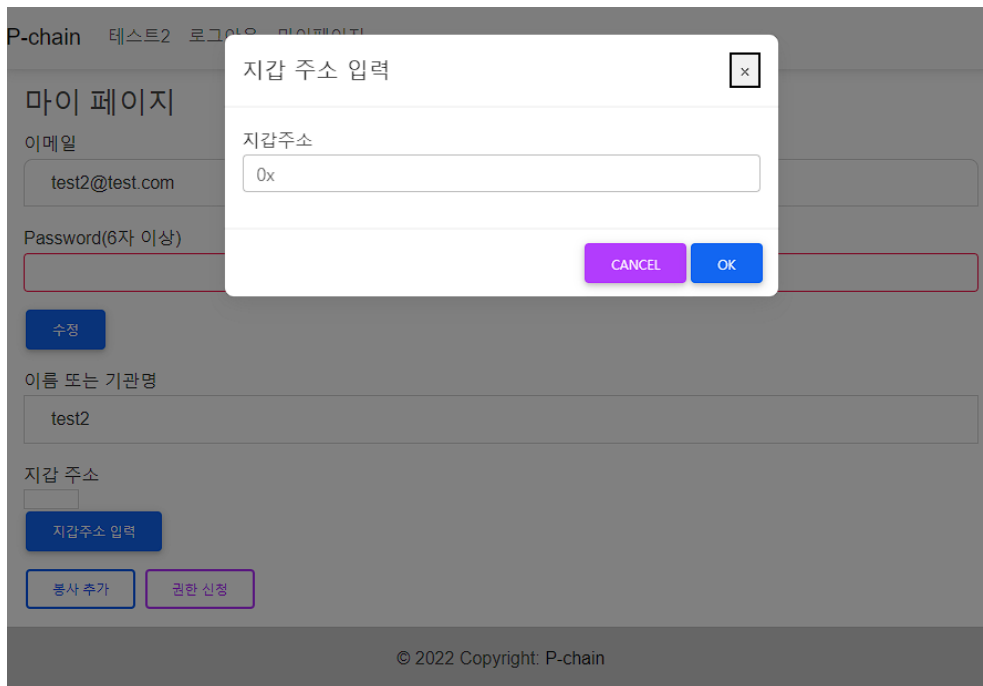 P-chain 테스트2
지갑 주소 입력
×
마이 페이지
이메일
test2@test.com
지갑주소
0x
Password(6자 이상)
CANCEL OK
수정
이름 또는 기관명
test2
지갑 주소
지갑주소 입력
봉사 추가 권한 신청
© 2022 Copyright: P-chain